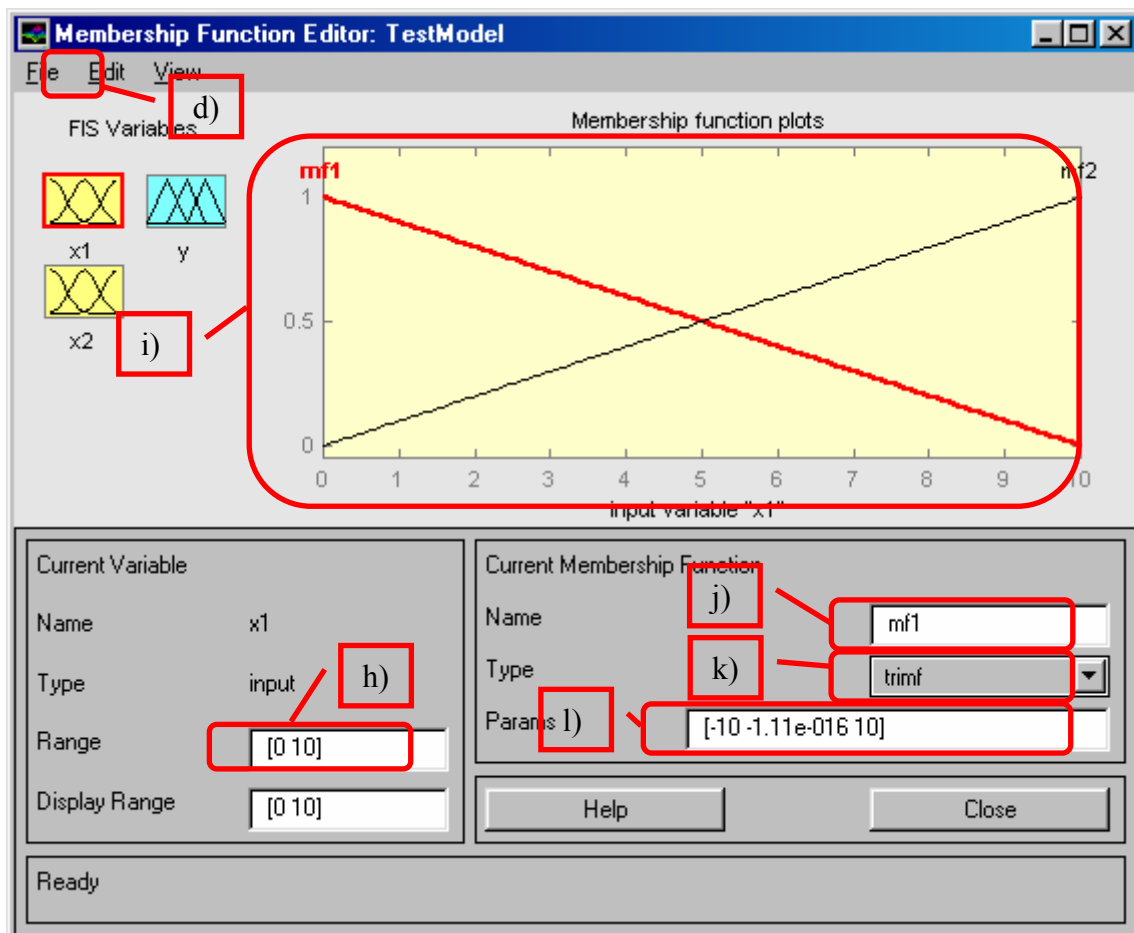 Membership Function Editor: TestModel
File Edit View
d)
FIS Variables
Membership function plots
mf1
mf2
1
x1
y
0.5
x2
i)
0
0 1 2 3 4 5 6 7 8 9 10
input variable "x1"
Current Variable
Current Membership Function
j)
Name x1
Name mf1
h)
k)
Type input
Type trimf
l)
Range [0 10]
Params [-10 -1.11e-016 10]
Display Range [0 10]
Help
Close
Ready